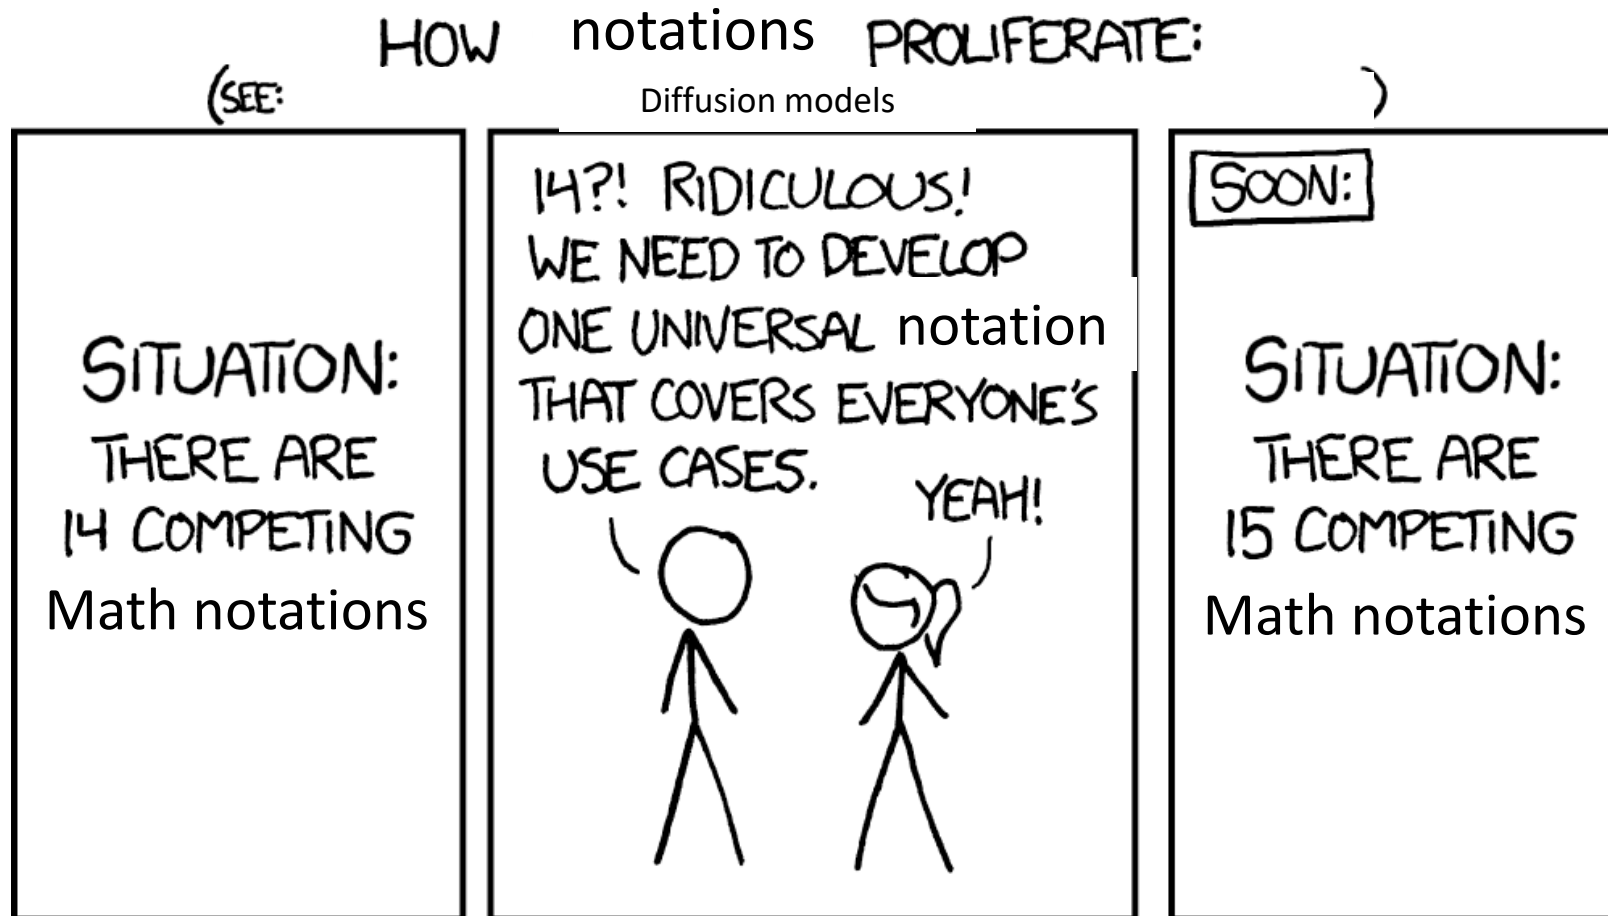 HOW notations PROLIFERATE:
(SEE: Diffusion models )
SITUATION:
THERE ARE
14 COMPETING
Math notations
14?! RIDICULOUS!
WE NEED TO DEVELOP
ONE UNIVERSAL notation
THAT COVERS EVERYONE'S
USE CASES.
YEAH!
SOON:
SITUATION:
THERE ARE
15 COMPETING
Math notations